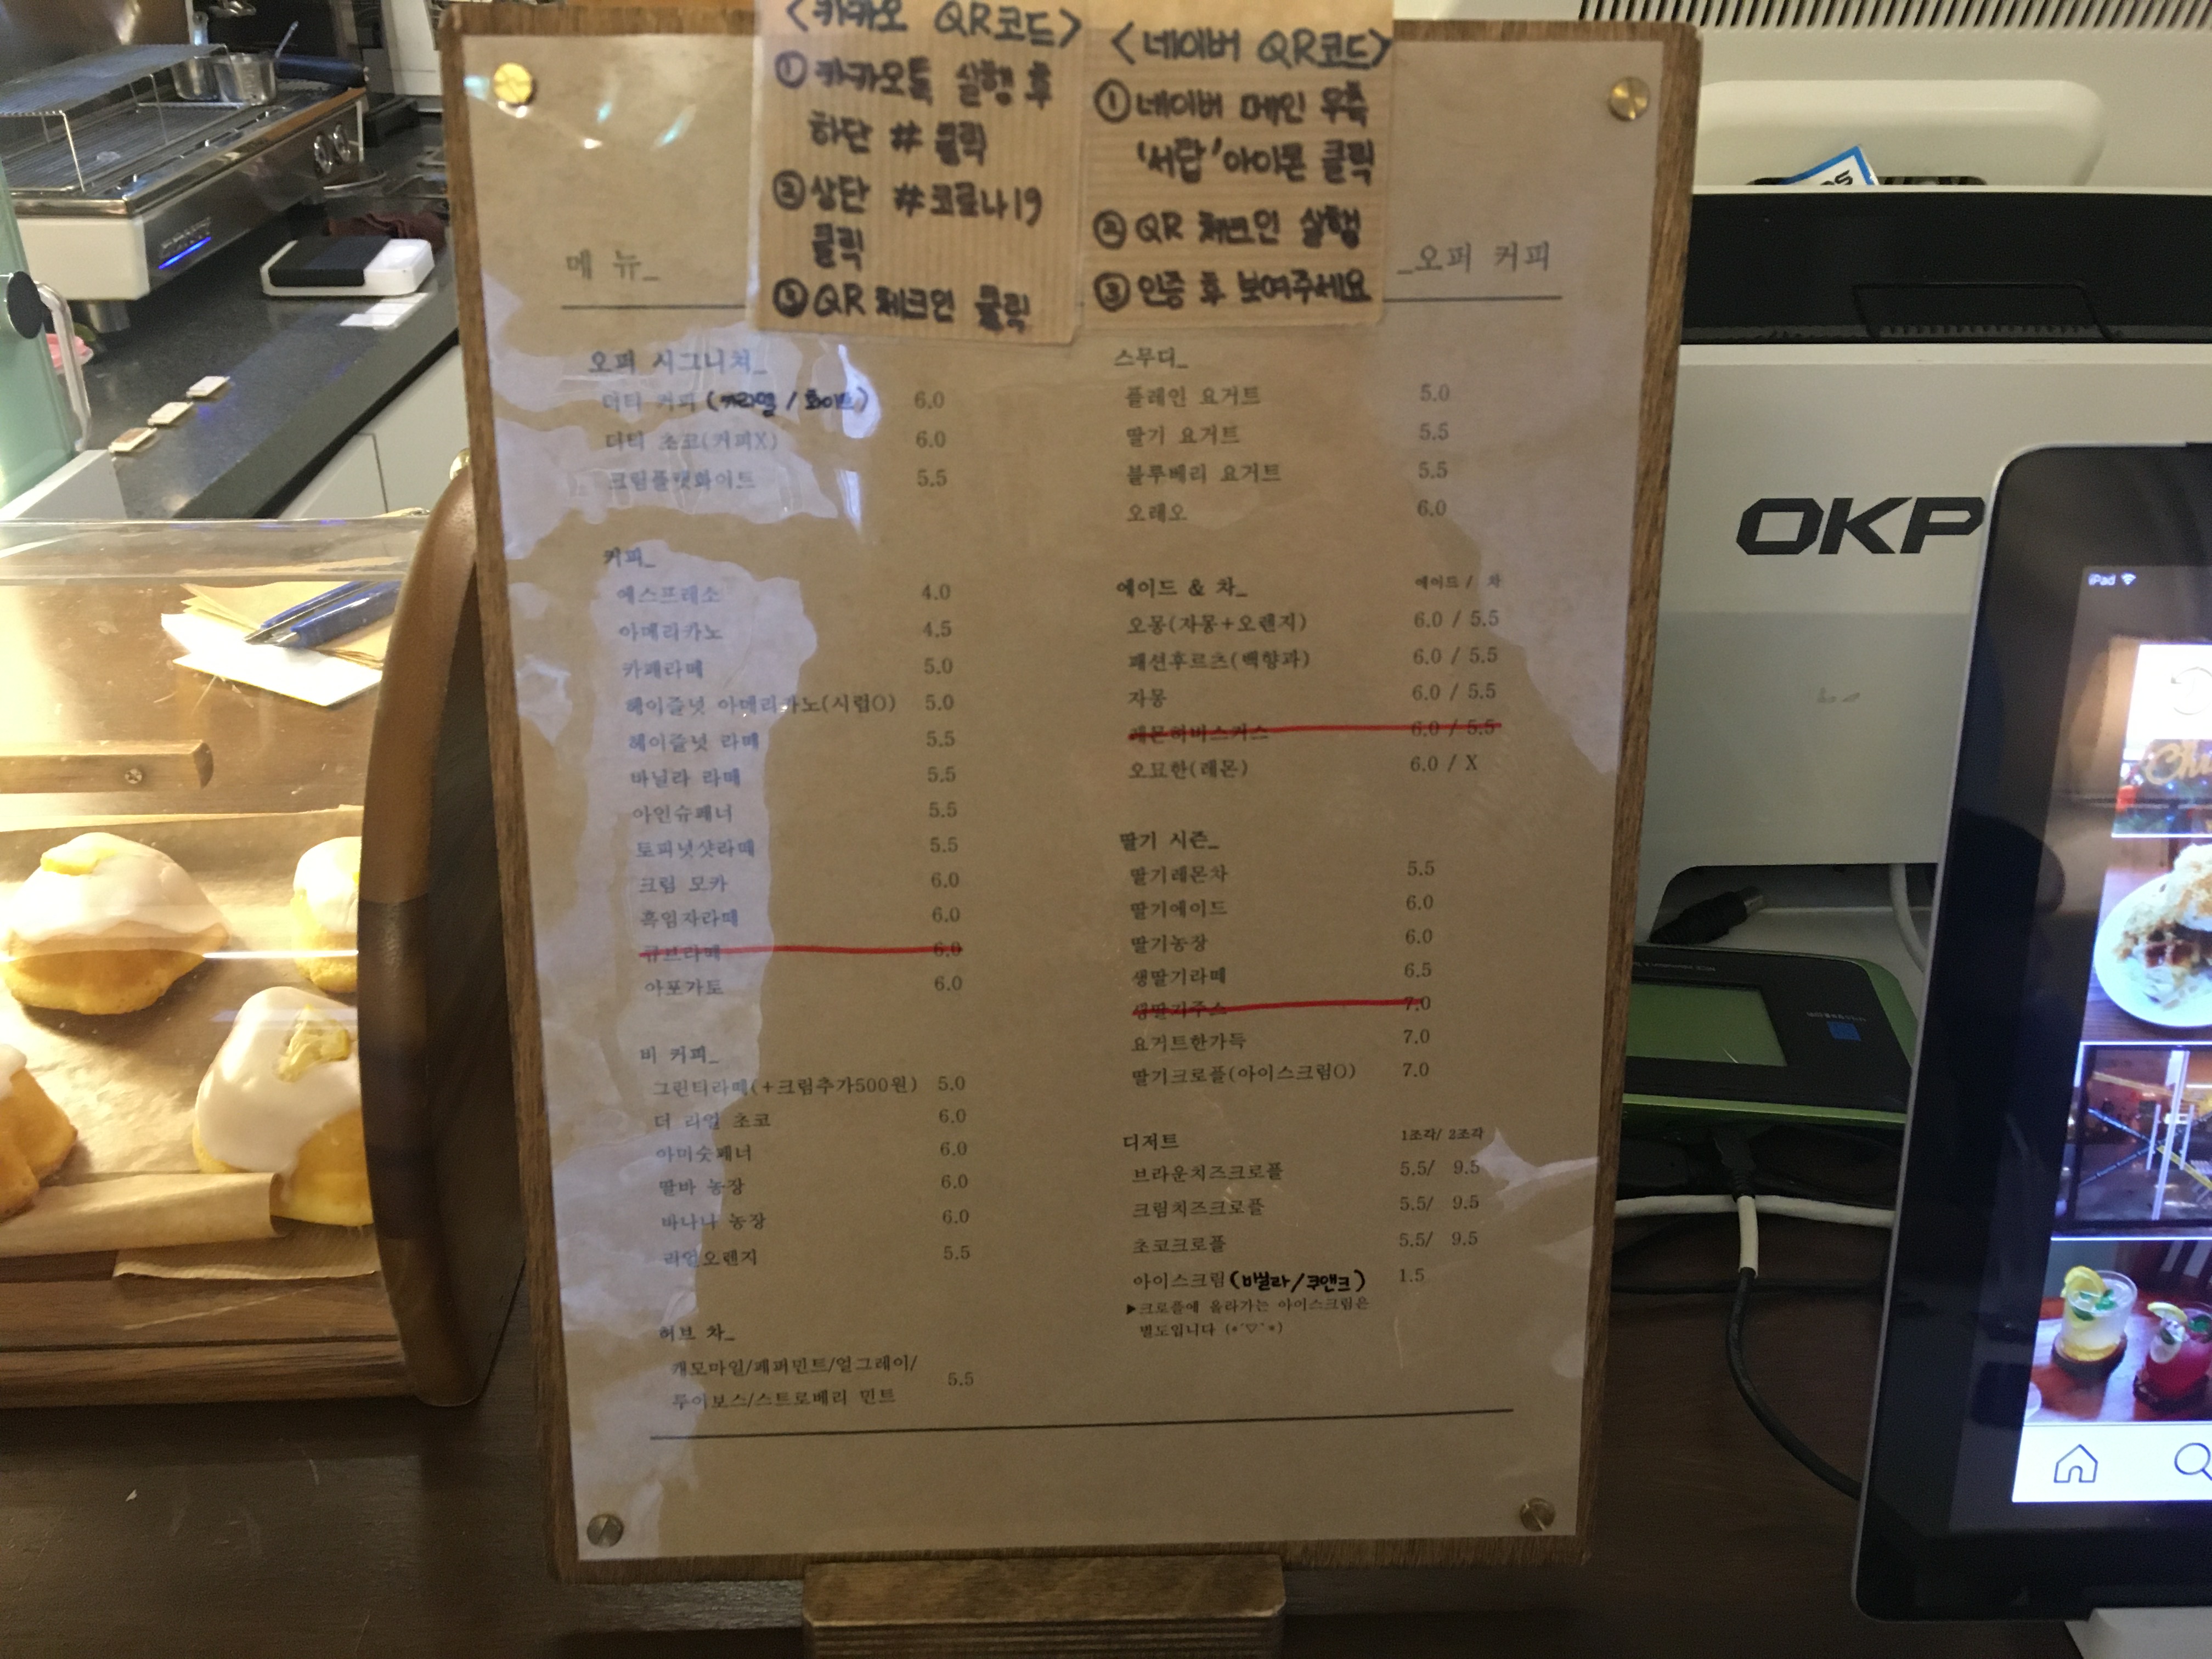 <카카오 QR코드>
① 카카오톡 실행 후
하단 # 클릭
② 상단 #코로나19
클릭
③ QR 체크인 클릭
<네이버 QR코드>
① 네이버 메인 우측
'서랍' 아이콘 클릭
② QR 체크인 실행
③ 인증 후 보여주세요
메 뉴_
_오퍼 커피
오퍼 시그니처_
더티 커피 (카라멜 / 화이트) 6.0
더티 초코(커피X) 6.0
크림플랫화이트 5.5
커피_
에스프레소 4.0
아메리카노 4.5
카페라떼 5.0
헤이즐넛 아메리카노(시럽O) 5.0
헤이즐넛 라떼 5.5
바닐라 라떼 5.5
아인슈페너 5.5
토피넛샷라떼 5.5
크림 모카 6.0
흑임자라떼 6.0
큐브라떼 6.0
아포가토 6.0
비 커피_
그린티라떼(+크림추가500원) 5.0
더 리얼 초코 6.0
아미숫페너 6.0
딸바 농장 6.0
바나나 농장 6.0
리얼오렌지 5.5
허브 차_
캐모마일/페퍼민트/얼그레이/
루이보스/스트로베리 민트 5.5
스무디_
플레인 요거트 5.0
딸기 요거트 5.5
블루베리 요거트 5.5
오레오 6.0
에이드 & 차_ 에이드 / 차
오몽(자몽+오렌지) 6.0 / 5.5
패션후르츠(백향과) 6.0 / 5.5
자몽 6.0 / 5.5
레몬히비스커스 6.0 / 5.5
오묘한(레몬) 6.0 / X
딸기 시즌_
딸기레몬차 5.5
딸기에이드 6.0
딸기농장 6.0
생딸기라떼 6.5
생딸기주스 7.0
요거트한가득 7.0
딸기크로플(아이스크림O) 7.0
디저트 1조각/ 2조각
브라운치즈크로플 5.5/ 9.5
크림치즈크로플 5.5/ 9.5
초코크로플 5.5/ 9.5
아이스크림 (바닐라/쿠앤크) 1.5
▶크로플에 올라가는 아이스크림은
별도입니다 (*´▽`*)
OKP
iPad